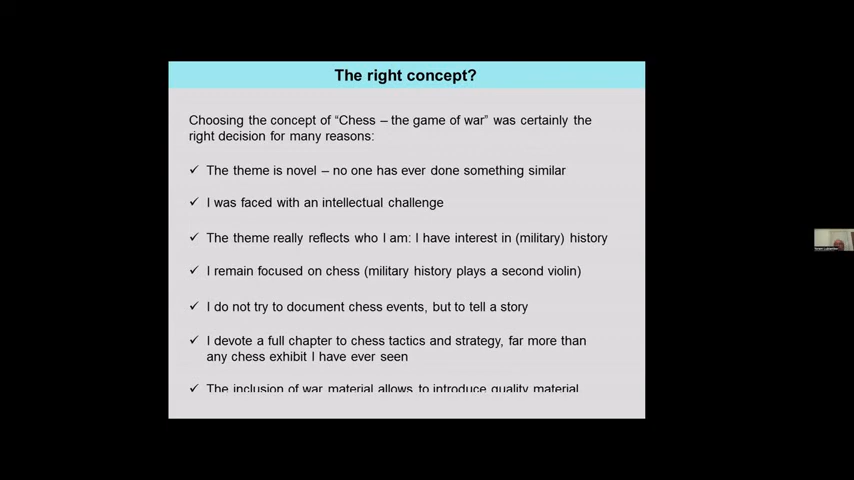 The right concept?
Choosing the concept of “Chess – the game of war” was certainly the
right decision for many reasons:
✓ The theme is novel – no one has ever done something similar
✓ I was faced with an intellectual challenge
✓ The theme really reflects who I am: I have interest in (military) history
✓ I remain focused on chess (military history plays a second violin)
✓ I do not try to document chess events, but to tell a story
✓ I devote a full chapter to chess tactics and strategy, far more than
any chess exhibit I have ever seen
✓ The inclusion of war material allows to introduce quality material